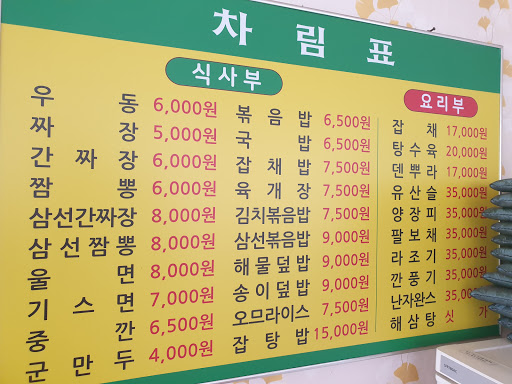 차림표
식사부
우동 6,000원
짜장 5,000원
간짜장 6,000원
짬뽕 6,000원
삼선간짜장 8,000원
삼선짬뽕 8,000원
울면 8,000원
기스면 7,000원
중깐 6,500원
군만두 4,000원
볶음밥 6,500원
국밥 6,500원
잡채밥 7,500원
육개장 7,500원
김치볶음밥 7,500원
삼선볶음밥 9,000원
해물덮밥 9,000원
송이덮밥 9,000원
오므라이스 7,500원
잡탕밥 15,000원
요리부
잡채 17,000원
탕수육 20,000원
덴뿌라 17,000원
유산슬 35,000원
양장피 35,000원
팔보채 35,000원
라조기 35,000원
깐풍기 35,000원
난자완스 35,000
해삼탕 싯가